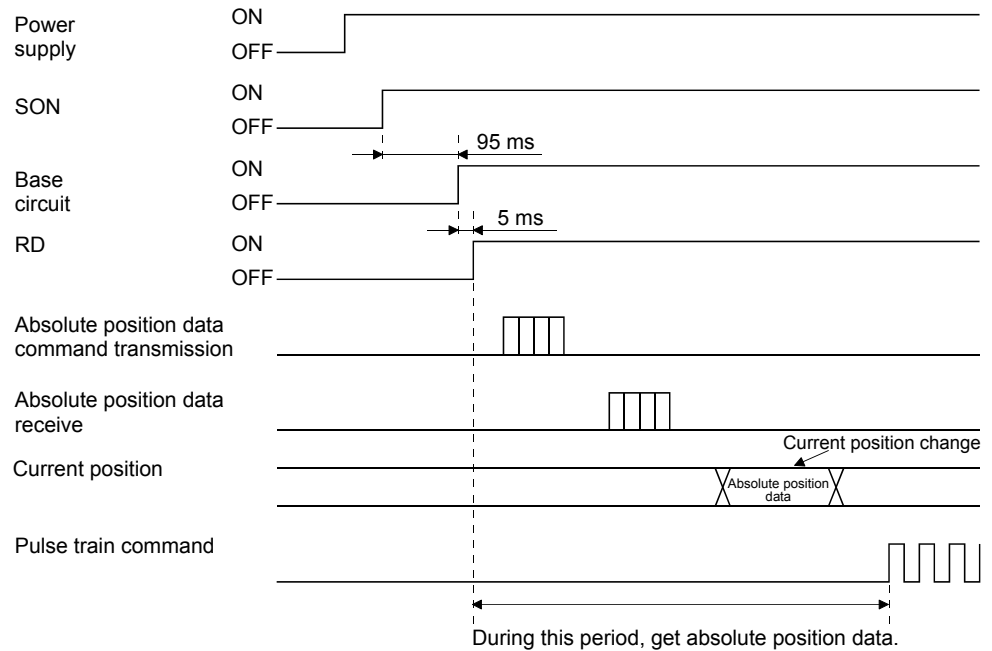 Power
supply
ON
OFF
SON
ON
OFF
95 ms
Base
circuit
ON
OFF
5 ms
RD
ON
OFF
Absolute position data
command transmission
Absolute position data
receive
Current position change
Current position
Absolute position
data
Pulse train command
During this period, get absolute position data.